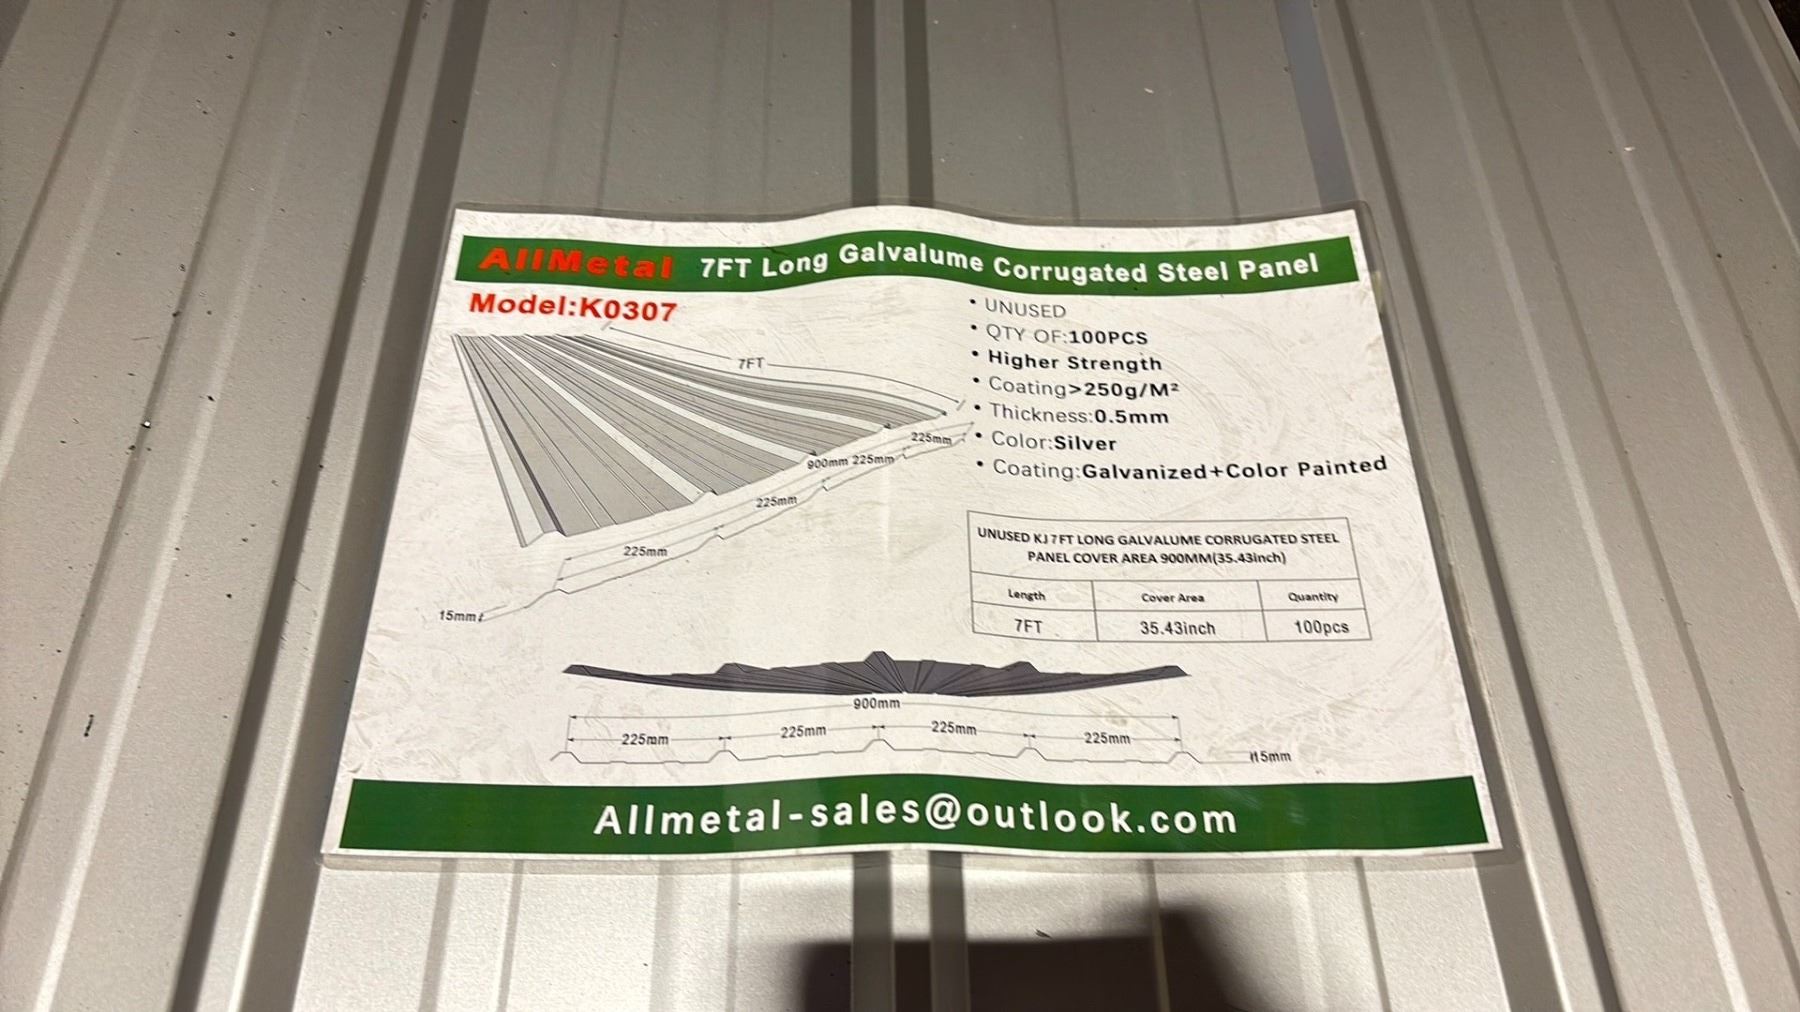 AllMetal 7FT Long Galvalume Corrugated Steel Panel
Model:K0307
• UNUSED
• QTY OF:100PCS
• Higher Strength
• Coating>250g/M²
• Thickness:0.5mm
• Color:Silver
• Coating:Galvanized+Color Painted
7FT
225mm
900mm 225mm
225mm
225mm
15mm
UNUSED KJ 7FT LONG GALVALUME CORRUGATED STEEL
PANEL COVER AREA 900MM(35.43inch)
Length Cover Area Quantity
7FT 35.43inch 100pcs
900mm
225mm 225mm 225mm 225mm
15mm
Allmetal-sales@outlook.com